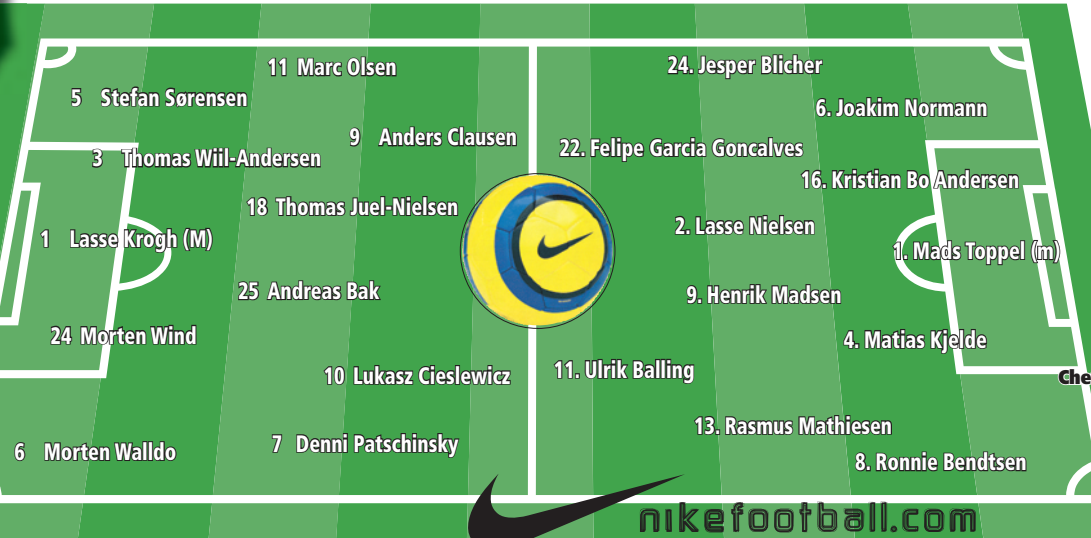 11 Marc Olsen
5 Stefan Sørensen
9 Anders Clausen
3 Thomas Wiil-Andersen
18 Thomas Juel-Nielsen
1 Lasse Krogh (M)
25 Andreas Bak
24 Morten Wind
10 Lukasz Cieslewicz
7 Denni Patschinsky
6 Morten Walldo
24. Jesper Blicher
6. Joakim Normann
22. Felipe Garcia Goncalves
16. Kristian Bo Andersen
2. Lasse Nielsen
1. Mads Toppel (m)
9. Henrik Madsen
4. Matias Kjelde
11. Ulrik Balling
Che
13. Rasmus Mathiesen
8. Ronnie Bendtsen
nikefootball.com